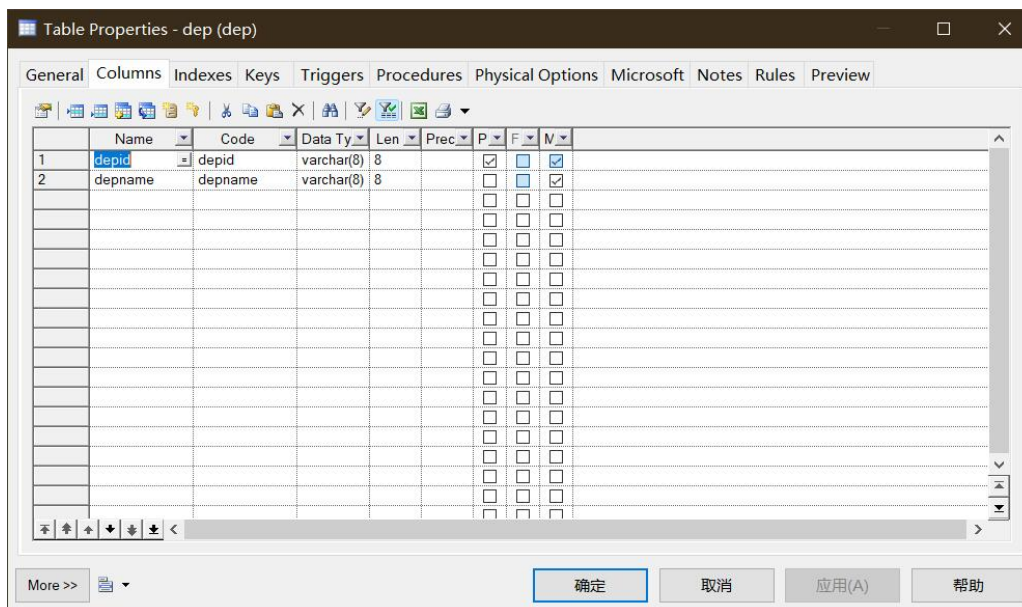 Table Properties - dep (dep)
General Columns Indexes Keys Triggers Procedures Physical Options Microsoft Notes Rules Preview
Name Code Data Ty Len Prec P F M
1 depid = depid varchar(8) 8
2 depname depname varchar(8) 8
More >> 确定 取消 应用(A) 帮助